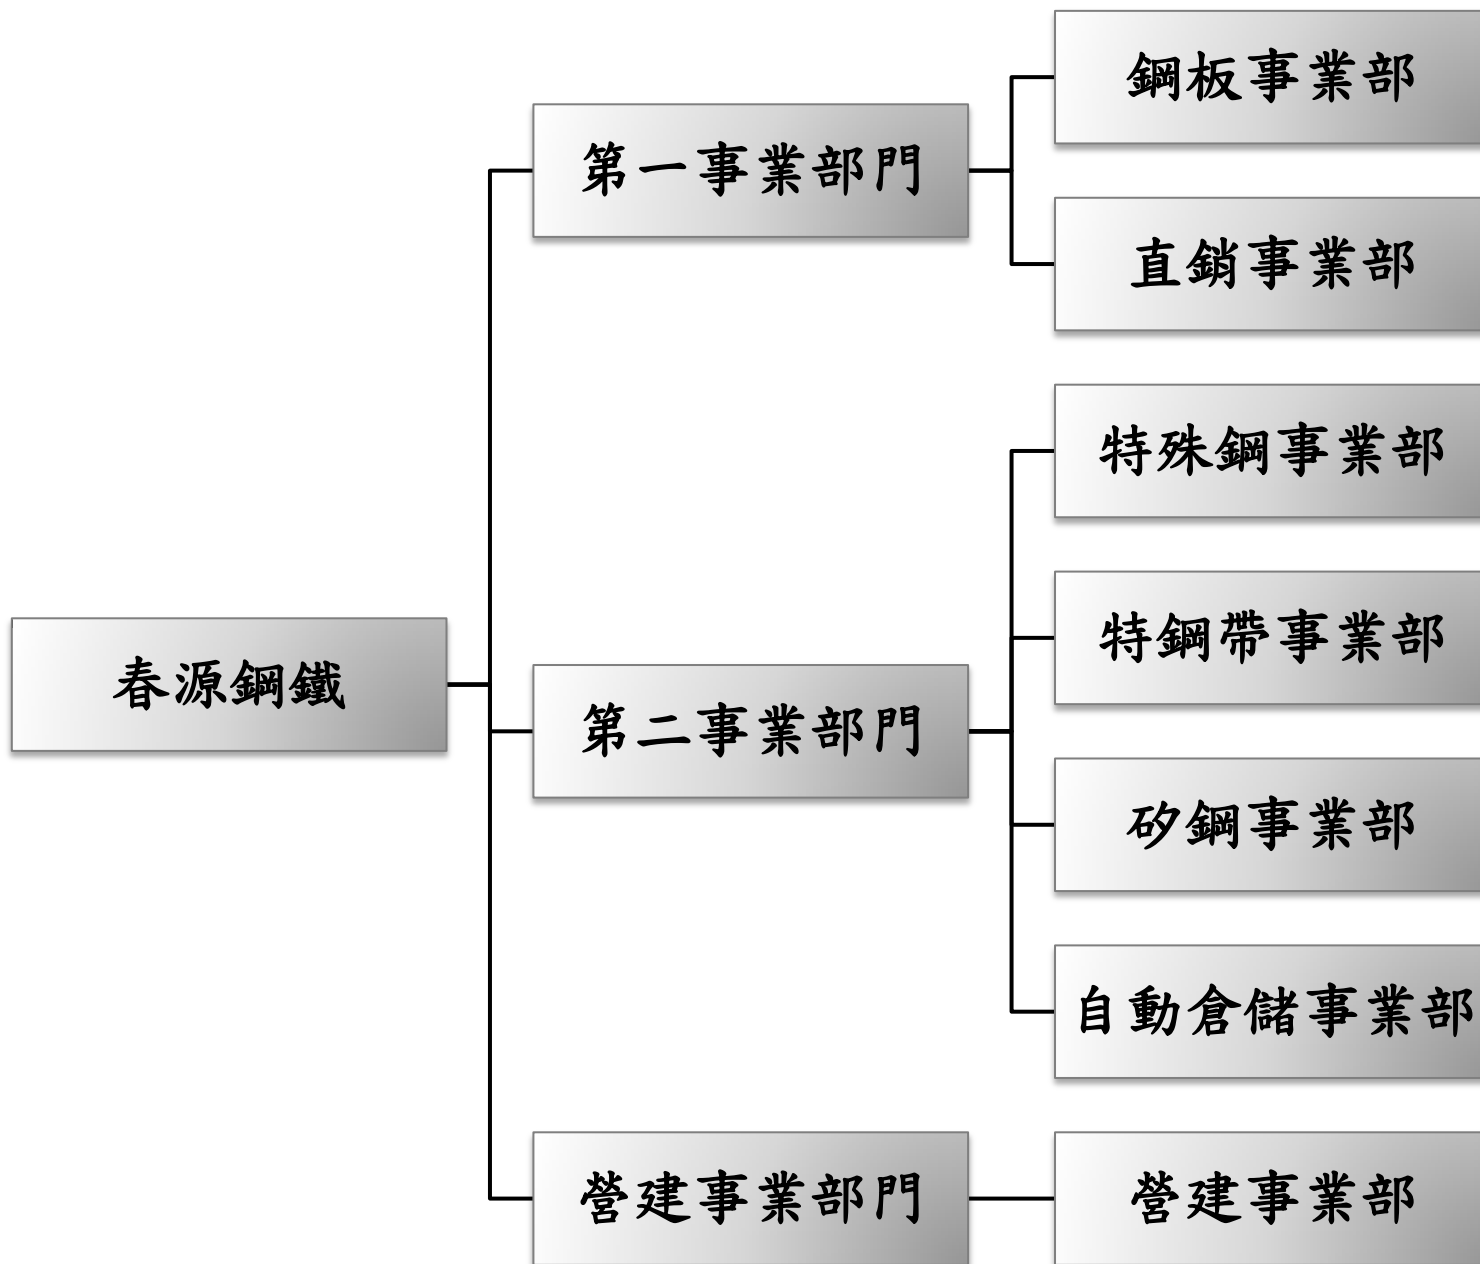 春源鋼鐵
第一事業部門
鋼板事業部
直銷事業部
第二事業部門
特殊鋼事業部
特鋼帶事業部
矽鋼事業部
自動倉儲事業部
營建事業部門
營建事業部